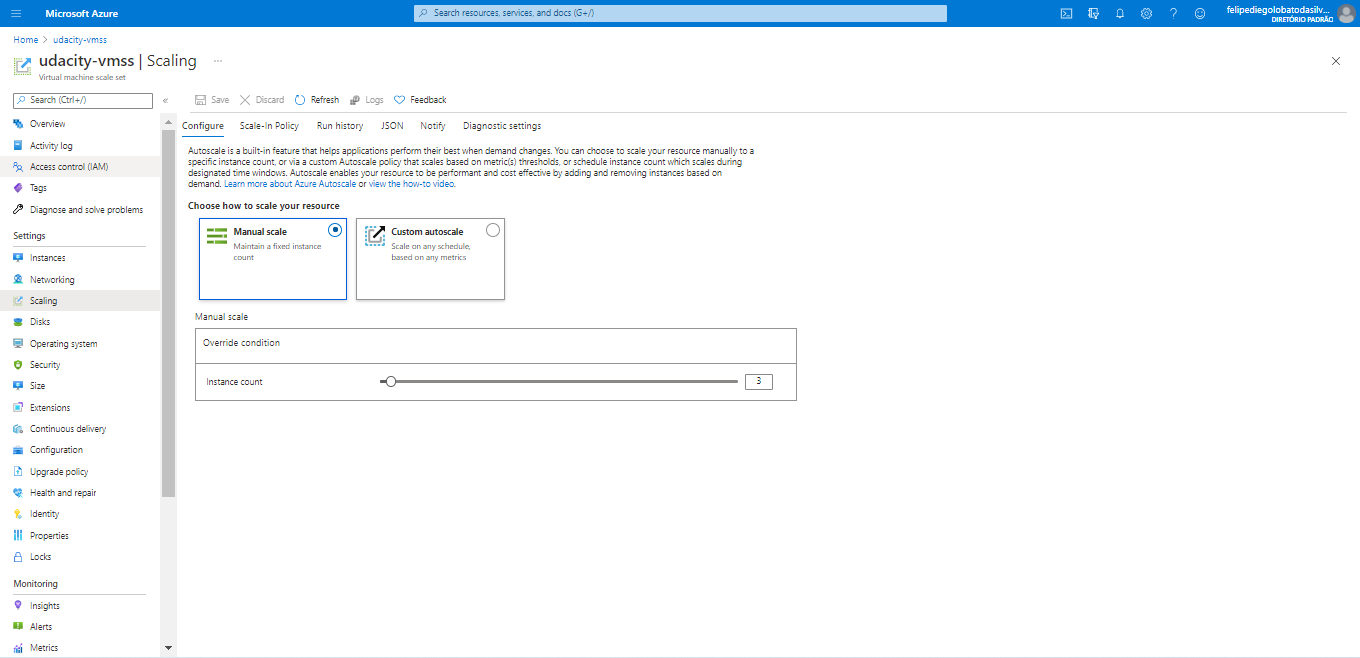 Microsoft Azure
Search resources, services, and docs (G+/)
felipediegolobatodasilv...
DIRETÓRIO PADRÃO
Home > udacity-vmss
udacity-vmss | Scaling ...
Virtual machine scale set
Search (Ctrl+/)
«
Save
Discard
Refresh
Logs
Feedback
Overview
Activity log
Access control (IAM)
Tags
Diagnose and solve problems
Settings
Instances
Networking
Scaling
Disks
Operating system
Security
Size
Extensions
Continuous delivery
Configuration
Upgrade policy
Health and repair
Identity
Properties
Locks
Monitoring
Insights
Alerts
Metrics
Configure
Scale-In Policy
Run history
JSON
Notify
Diagnostic settings
Autoscale is a built-in feature that helps applications perform their best when demand changes. You can choose to scale your resource manually to a
specific instance count, or via a custom Autoscale policy that scales based on metric(s) thresholds, or schedule instance count which scales during
designated time windows. Autoscale enables your resource to be performant and cost effective by adding and removing instances based on
demand. Learn more about Azure Autoscale or view the how-to video.
Choose how to scale your resource
Manual scale
Maintain a fixed instance
count
Custom autoscale
Scale on any schedule,
based on any metrics
Manual scale
Override condition
Instance count
3